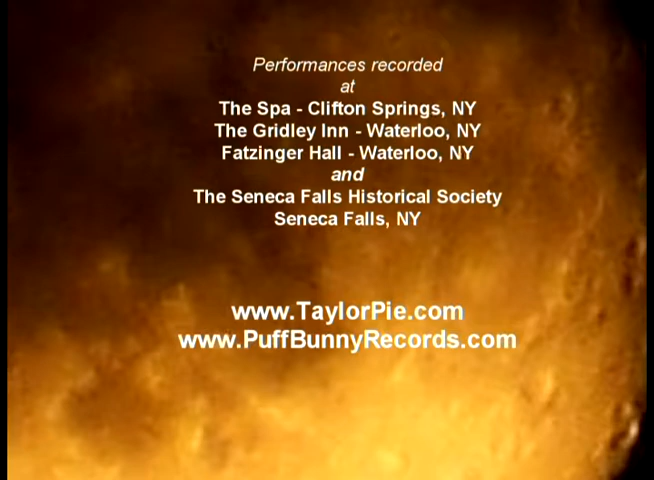 Performances recorded
at
The Spa - Clifton Springs, NY
The Gridley Inn - Waterloo, NY
Fatzinger Hall - Waterloo, NY
and
The Seneca Falls Historical Society
Seneca Falls, NY
www.TaylorPie.com
www.PuffBunnyRecords.com